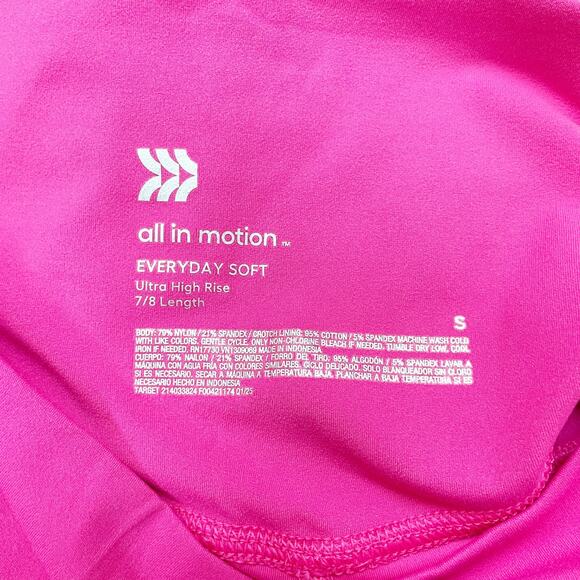 all in motion™
EVERYDAY SOFT
Ultra High Rise
7/8 Length
S
BODY: 79% NYLON / 21% SPANDEX / CROTCH LINING: 95% COTTON / 5% SPANDEX MACHINE WASH COLD
WITH LIKE COLORS. GENTLE CYCLE. ONLY NON-CHLORINE BLEACH IF NEEDED. TUMBLE DRY LOW. COOL
IRON IF NEEDED. RN17730 VN1309069 MADE IN INDONESIA
CUERPO: 79% NAILON / 21% SPANDEX / FORRO DEL TIRO: 95% ALGODÓN / 5% SPANDEX LAVAR A
MÁQUINA CON AGUA FRÍA CON COLORES SIMILARES. CICLO DELICADO. SOLO BLANQUEADOR SIN CLORO
SI ES NECESARIO. SECAR A MÁQUINA A TEMPERATURA BAJA. PLANCHAR A BAJA TEMPERATURA SI ES
NECESARIO HECHO EN INDONESIA
TARGET 214033824 F00421174 Q1/25